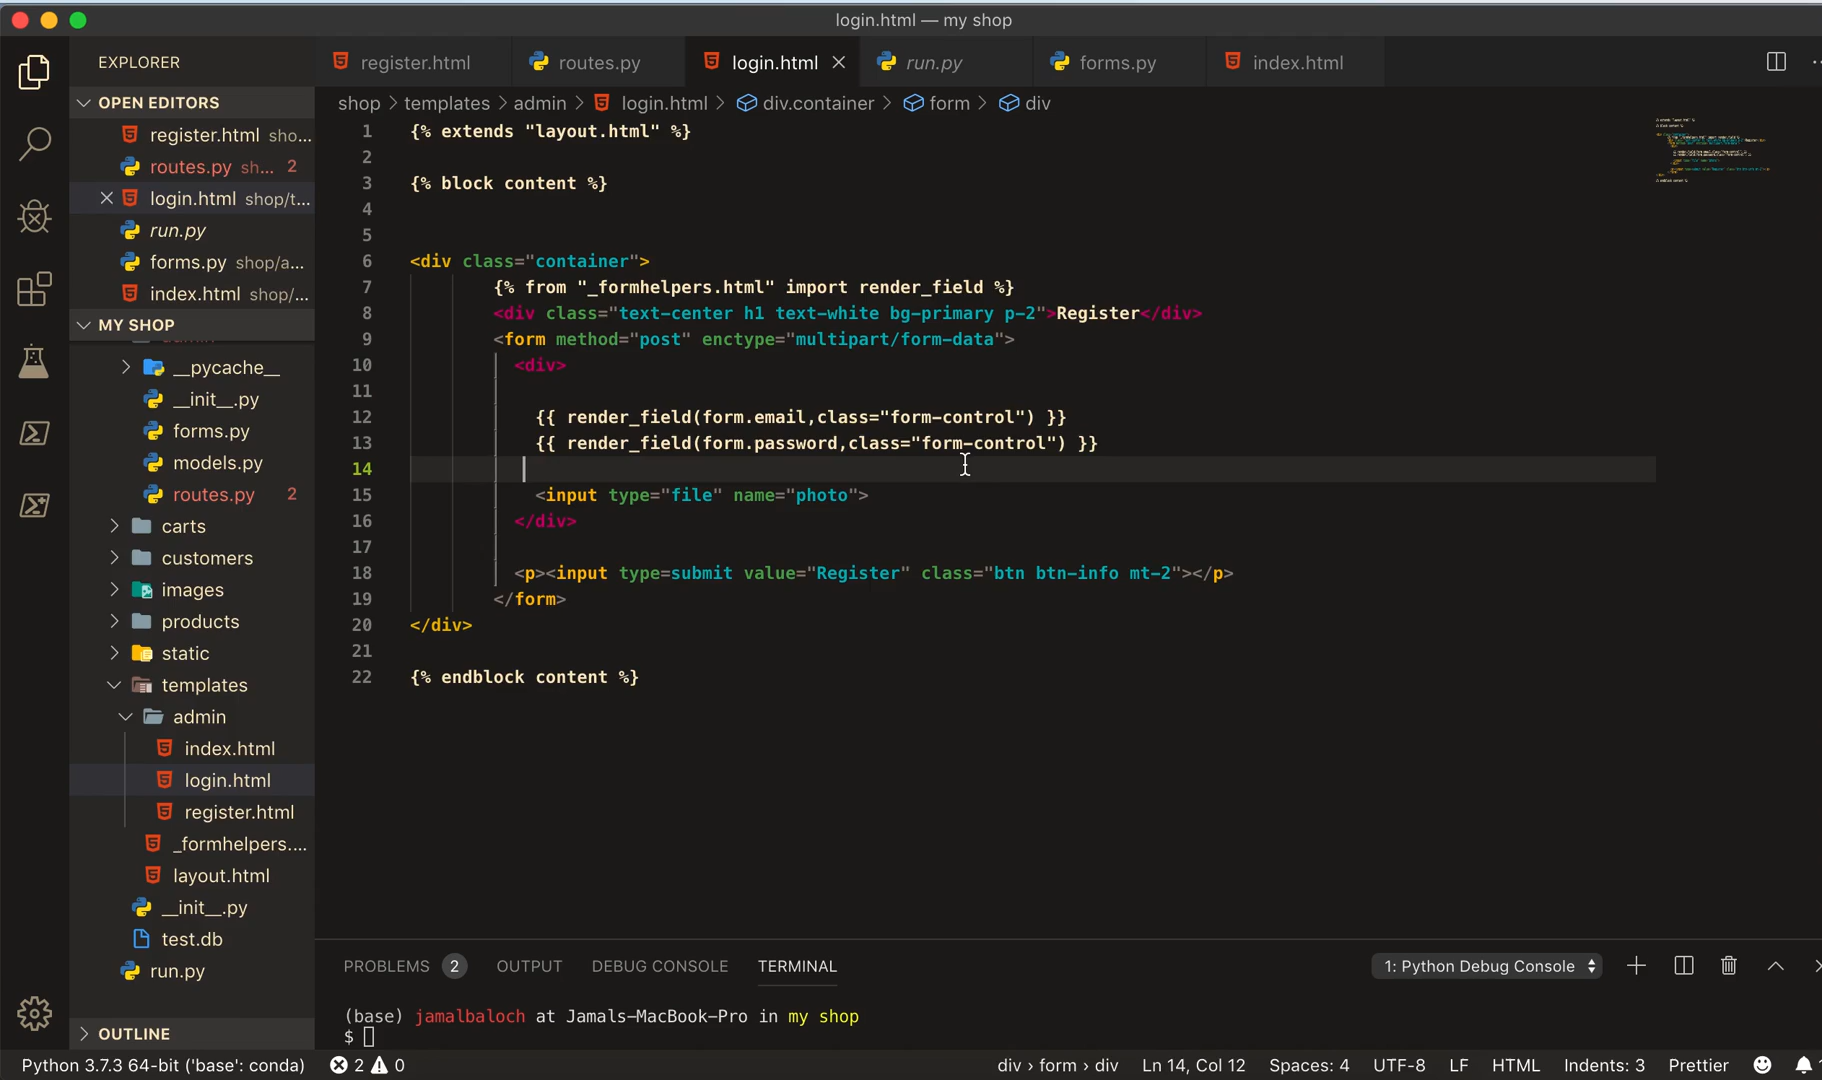 login.html — my shop
EXPLORER
register.html
routes.py
login.html
run.py
forms.py
index.html
OPEN EDITORS
register.html sho...
routes.py sh... 2
login.html shop/t...
run.py
forms.py shop/a...
index.html shop/...
MY SHOP
__pycache__
__init__.py
forms.py
models.py
routes.py 2
carts
customers
images
products
static
templates
admin
index.html
login.html
register.html
_formhelpers....
layout.html
__init__.py
test.db
run.py
OUTLINE
shop > templates > admin > login.html > div.container > form > div
1 {% extends "layout.html" %}
2
3 {% block content %}
4
5
6 <div class="container">
7 {% from "_formhelpers.html" import render_field %}
8 <div class="text-center h1 text-white bg-primary p-2">Register</div>
9 <form method="post" enctype="multipart/form-data">
10 <div>
11
12 {{ render_field(form.email,class="form-control") }}
13 {{ render_field(form.password,class="form-control") }}
14
15 <input type="file" name="photo">
16 </div>
17
18 <p><input type=submit value="Register" class="btn btn-info mt-2"></p>
19 </form>
20 </div>
21
22 {% endblock content %}
PROBLEMS 2 OUTPUT DEBUG CONSOLE TERMINAL 1: Python Debug Console
(base) jamalbaloch at Jamals-MacBook-Pro in my shop
$
Python 3.7.3 64-bit ('base': conda) 2 0 div › form › div Ln 14, Col 12 Spaces: 4 UTF-8 LF HTML Indents: 3 Prettier